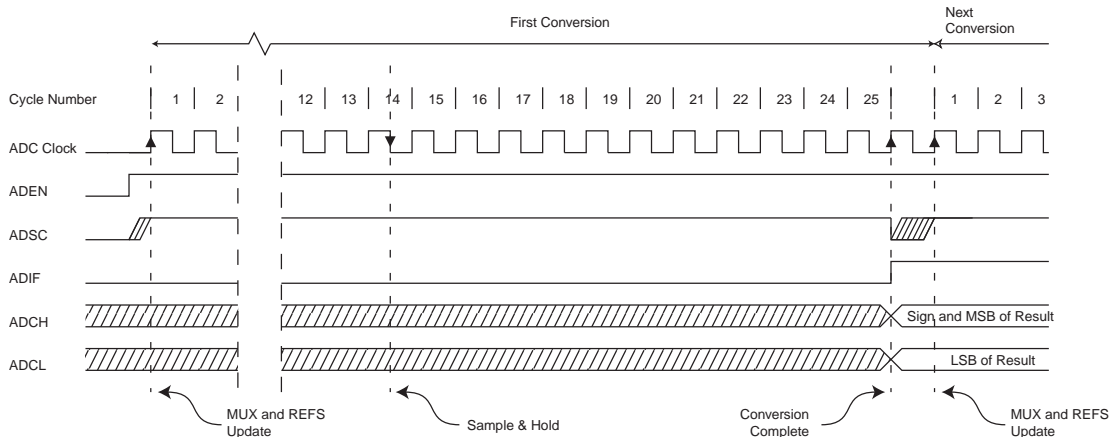 First Conversion
Next
Conversion
Cycle Number 1 2 12 13 14 15 16 17 18 19 20 21 22 23 24 25 1 2 3
ADC Clock
ADEN
ADSC
ADIF
ADCH Sign and MSB of Result
ADCL LSB of Result
MUX and REFS
Update
Sample & Hold
Conversion
Complete
MUX and REFS
Update